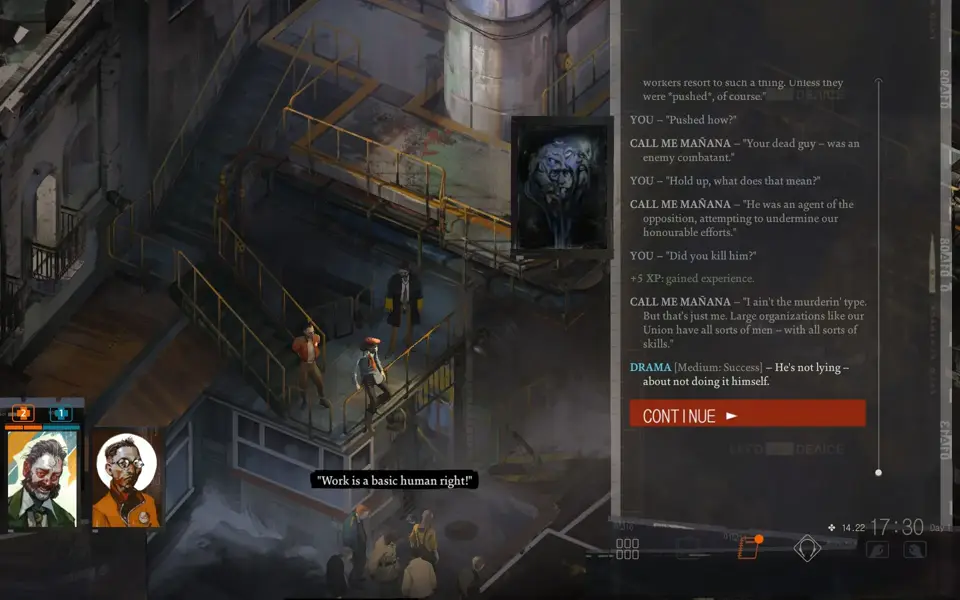 workers resort to such a thing. Unless they
were *pushed*, of course."
YOU – "Pushed how?"
CALL ME MAÑANA – "Your dead guy – was an
enemy combatant."
YOU – "Hold up, what does that mean?"
CALL ME MAÑANA – "He was an agent of the
opposition, attempting to undermine our
honourable efforts."
YOU – "Did you kill him?"
+5 XP: gained experience.
CALL ME MAÑANA – "I ain't the murderin' type.
But that's just me. Large organizations like our
Union have all sorts of men – with all sorts of
skills."
DRAMA [Medium: Success] – He's not lying –
about not doing it himself.
CONTINUE
2
1
"Work is a basic human right!"
14.22 17:30 Day